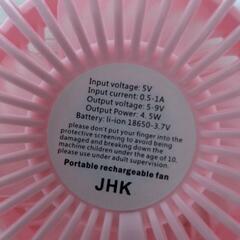 Input voltage: 5V
Input current: 0.5-1A
Output voltage: 5-9V
Output Power: 4.5W
Battery: li-ion 18650-3.7V
please don't put your finger into the
protective screening to avoid being
damaged and breaking down the
machine children under the age of 10,
please use under adult supervision.
Portable rechargeable fan
JHK